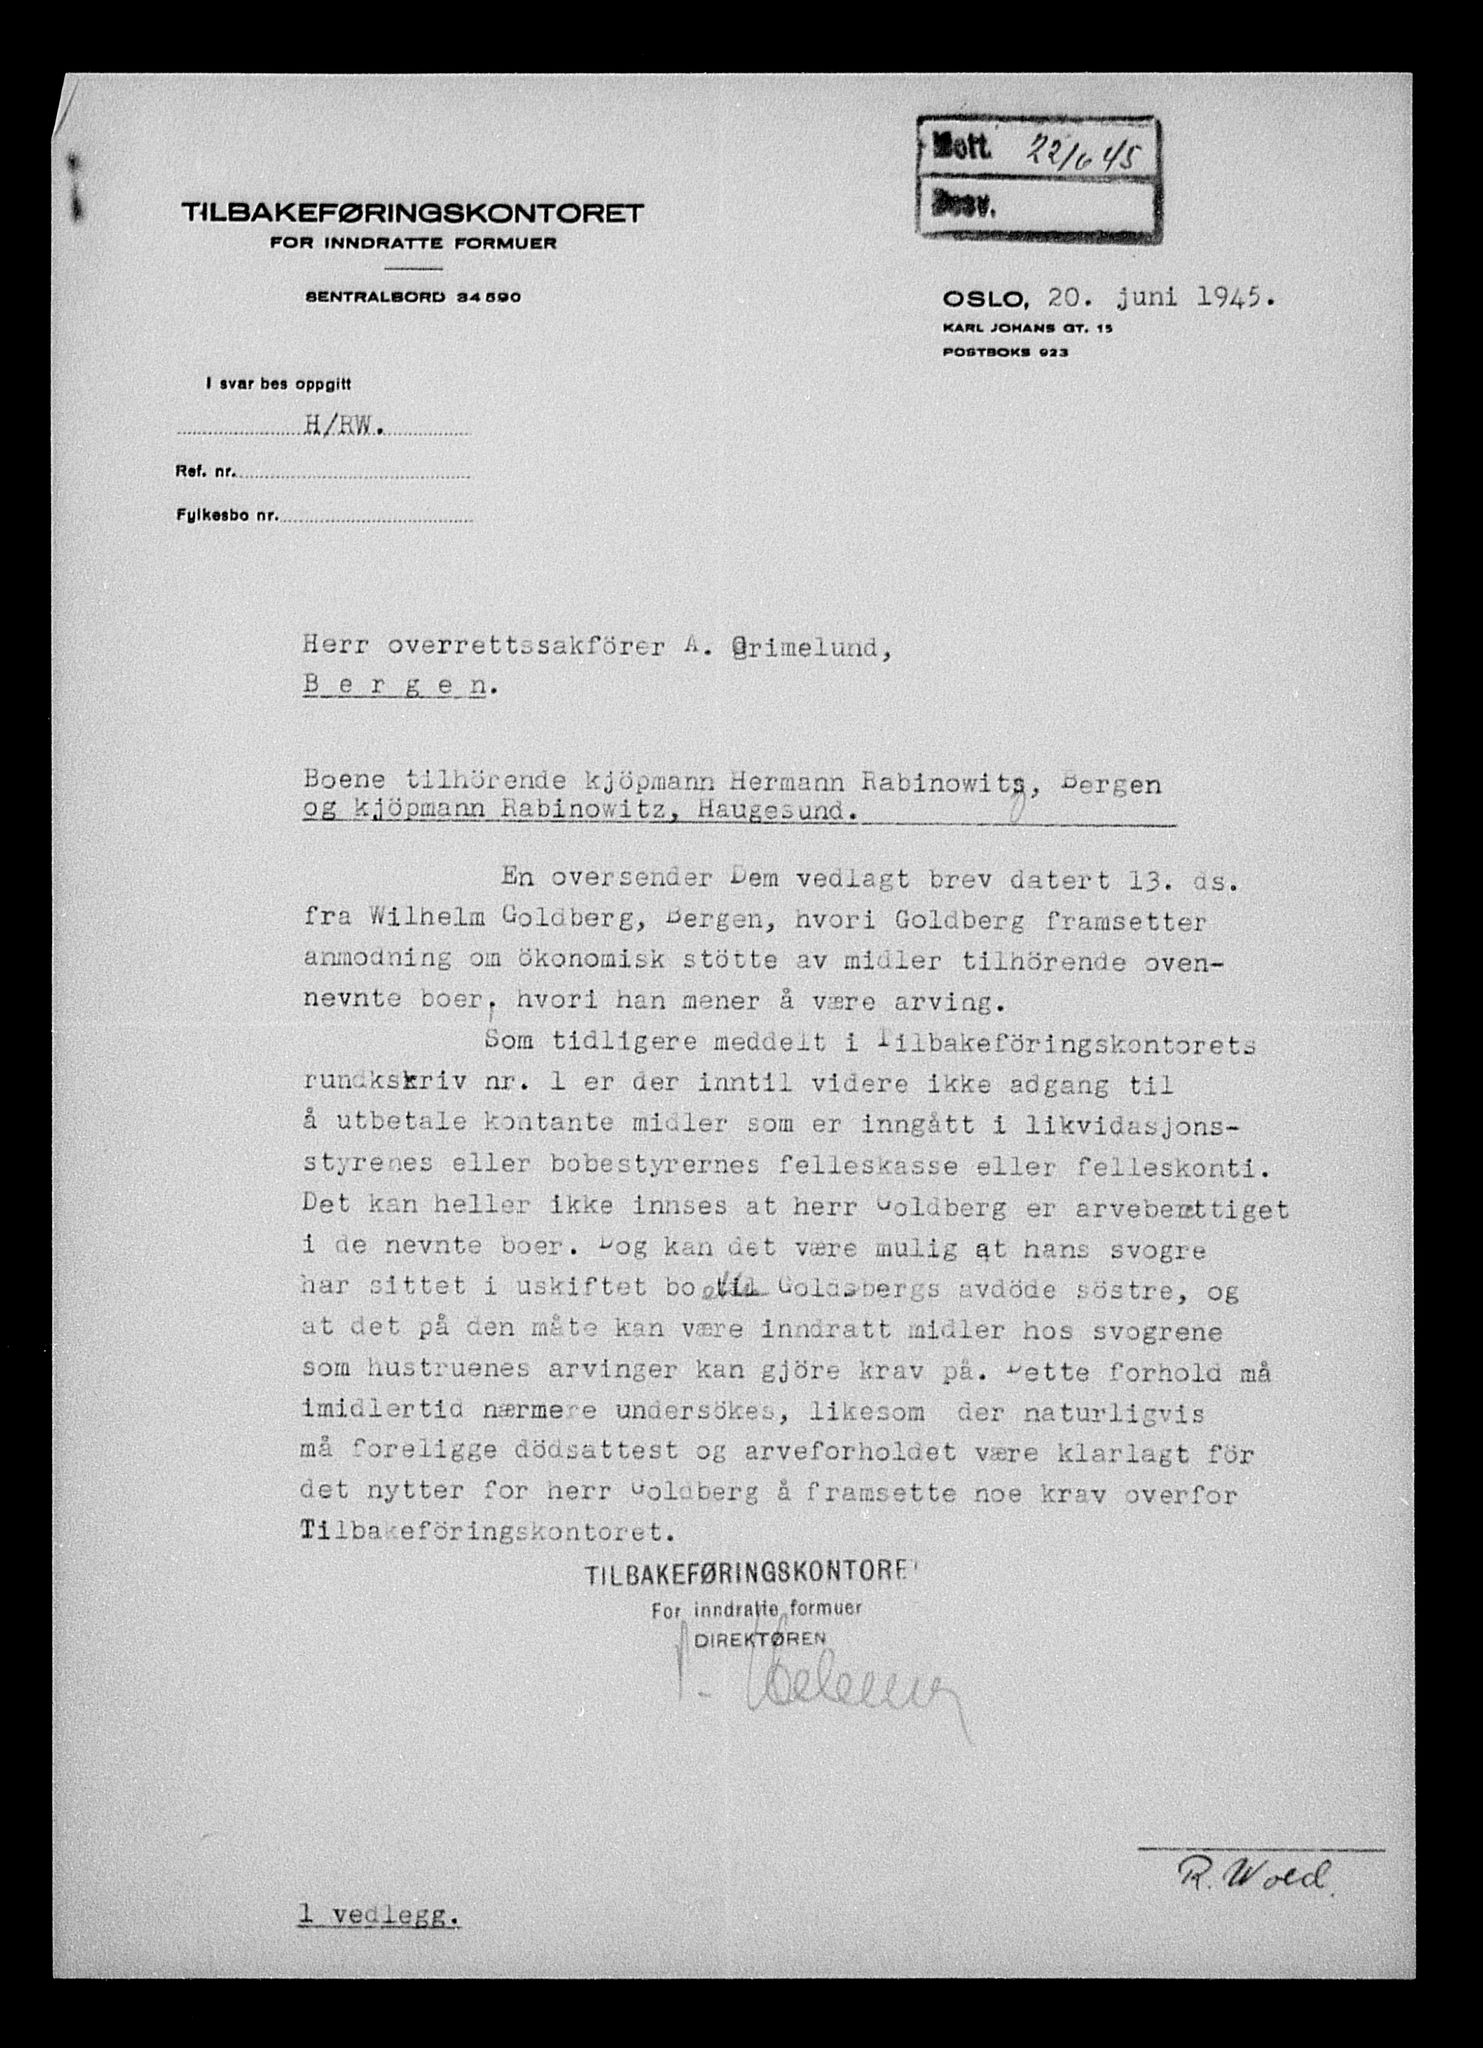 Mott. 22/6 45
Besv.
TILBAKEFØRINGSKONTORET
FOR INNDRATTE FORMUER
SENTRALBORD 34590
OSLO, 20. juni 1945.
KARL JOHANS GT. 15
POSTBOKS 923
I svar bes oppgitt
H/RW.
Ref. nr.
Fylkesbo nr.
Herr overrettssakförer A. Grimelund,
B e r g e n.
Boene tilhörende kjöpmann Hermann Rabinowitz, Bergen
og kjöpmann Rabinowitz, Haugesund.
En oversender Dem vedlagt brev datert 13. ds.
fra Wilhelm Goldberg, Bergen, hvori Goldberg framsetter
anmodning om ökonomisk stötte av midler tilhörende oven-
nevnte boer, hvori han mener å være arving.
Som tidligere meddelt i Tilbakeföringskontorets
rundkskriv nr. 1 er der inntil videre ikke adgang til
å utbetale kontante midler som er inngått i likvidasjons-
styrenes eller bobestyrernes felleskasse eller felleskonti.
Det kan heller ikke innses at herr Goldberg er arveberettiget
i de nevnte boer. Dog kan det være mulig at hans svogre
har sittet i uskiftet bo etter Goldsbergs avdöde söstre, og
at det på den måte kan være inndratt midler hos svogrene
som hustruenes arvinger kan gjöre krav på. Dette forhold må
imidlertid nærmere undersökes, likesom der naturligvis
må foreligge dödsattest og arveforholdet være klarlagt för
det nytter for herr Goldberg å framsette noe krav overfor
Tilbakeföringskontoret.
TILBAKEFØRINGSKONTORET
For inndratte formuer
DIREKTØREN
R. Wold.
1 vedlegg.